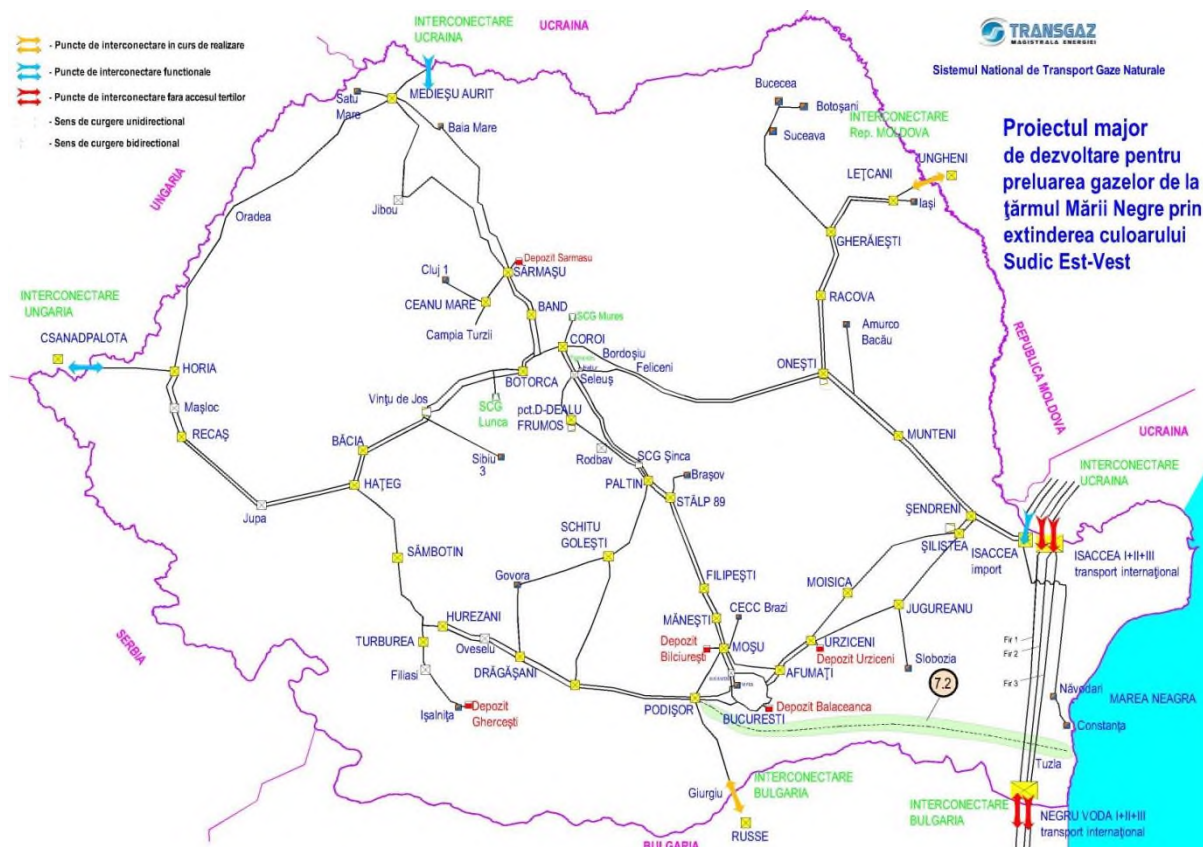 INTERCONECTARE
UCRAINA
UCRAINA
TRANSGAZ
MAGISTRALA ENERGIEI
Sistemul National de Transport Gaze Naturale
- Puncte de interconectare in curs de realizare
- Puncte de interconectare functionale
- Puncte de interconectare fara accesul tertilor
- Sens de curgere unidirectional
- Sens de curgere bidirectional
Proiectul major
de dezvoltare pentru
preluarea gazelor de la
ţărmul Mării Negre prin
extinderea culoarului
Sudic Est-Vest
Satu
Mare
MEDIEŞU AURIT
Baia Mare
Bucecea
Botoşani
Suceava
INTERCONECTARE
Rep. MOLDOVA
UNGHENI
LEŢCANI
Iaşi
UNGARIA
Oradea
Jibou
GHERĂIEŞTI
Cluj 1
Depozit Sarmasu
SĂRMAŞU
CEANU MARE
BAND
Campia Turzii
RACOVA
INTERCONECTARE
UNGARIA
CSANADPALOTA
HORIA
SCG Mures
COROI
Bordoşiu
Feliceni
Amurco
Bacău
ONEŞTI
REPUBLICA MOLDOVA
BOTORCA
Seleuş
Maşloc
RECAŞ
Vinţu de Jos
SCG
Lunca
pct.D-DEALU
FRUMOS
MUNTENI
UCRAINA
BĂCIA
Sibiu
3
Rodbav
SCG Şinca
INTERCONECTARE
UCRAINA
HAŢEG
PALTIN
Braşov
STÂLP 89
Jupa
ŞENDRENI
SCHITU
GOLEŞTI
ŞILISTEA
ISACCEA
import
ISACCEA I+II+III
transport internaţional
SÂMBOTIN
Govora
FILIPEŞTI
MOISICA
JUGUREANU
SERBIA
HUREZANI
MĂNEŞTI
CECC Brazi
TURBUREA
Oveselu
Depozit
Bilciureşti
MOŞU
URZICENI
Depozit Urziceni
Slobozia
Fir 1
Fir 2
Fir 3
Filiasi
DRĂGĂŞANI
AFUMAŢI
7.2
Năvodari
MAREA NEAGRA
Işalniţa
Depozit
Gherceşti
PODIŞOR
BUCURESTI
Depozit Balaceanca
Constanţa
Tuzla
Giurgiu
INTERCONECTARE
BULGARIA
RUSSE
INTERCONECTARE
BULGARIA
NEGRU VODA I+II+III
transport internaţional
BULGARIA